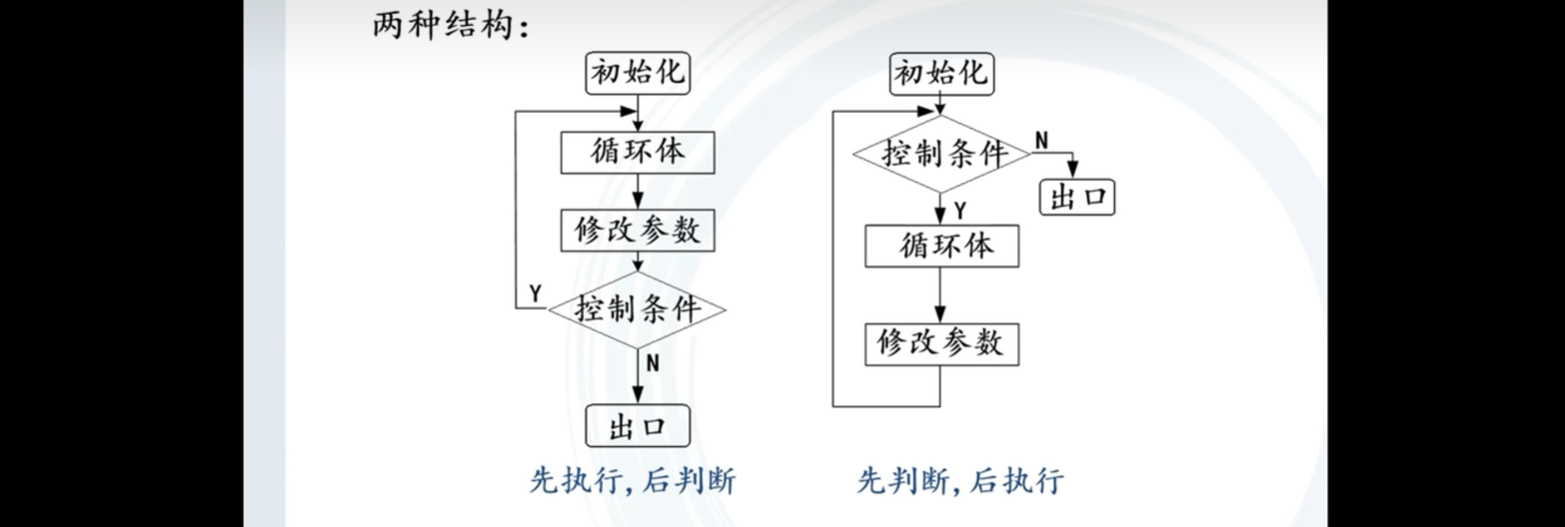 两种结构：
初始化
循环体
修改参数
控制条件
Y
N
出口
先执行，后判断
初始化
控制条件
N
出口
Y
循环体
修改参数
先判断，后执行